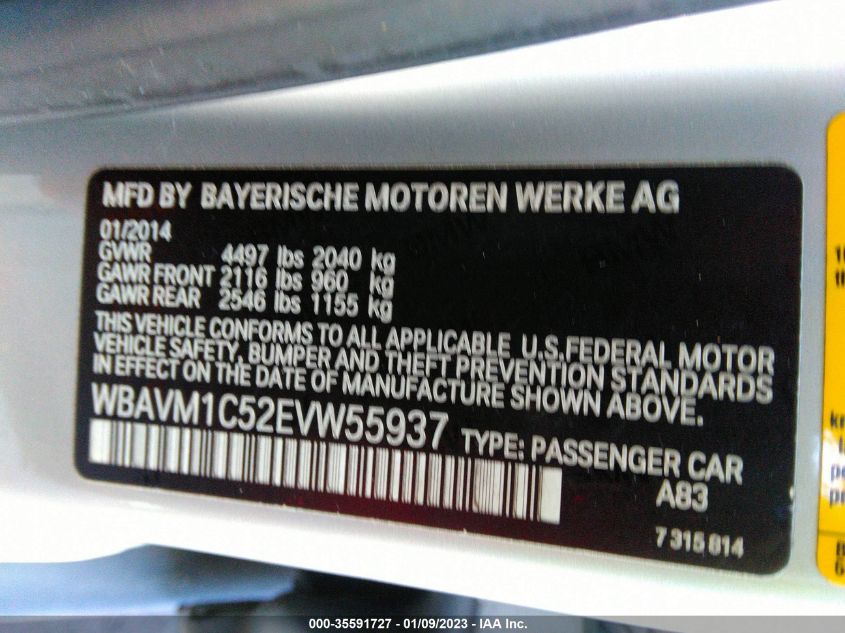 MFD BY BAYERISCHE MOTOREN WERKE AG
01/2014
GVWR 4497 lbs 2040 kg
GAWR FRONT 2116 lbs 960 kg
GAWR REAR 2546 lbs 1155 kg
THIS VEHICLE CONFORMS TO ALL APPLICABLE U.S.FEDERAL MOTOR
VEHICLE SAFETY, BUMPER AND THEFT PREVENTION STANDARDS
IN EFFECT ON THE DATE OF MANUFACTURE SHOWN ABOVE.
WBAVM1C52EVW55937 TYPE: PASSENGER CAR
A83
7 315 814
000-35591727 - 01/09/2023 - IAA Inc.